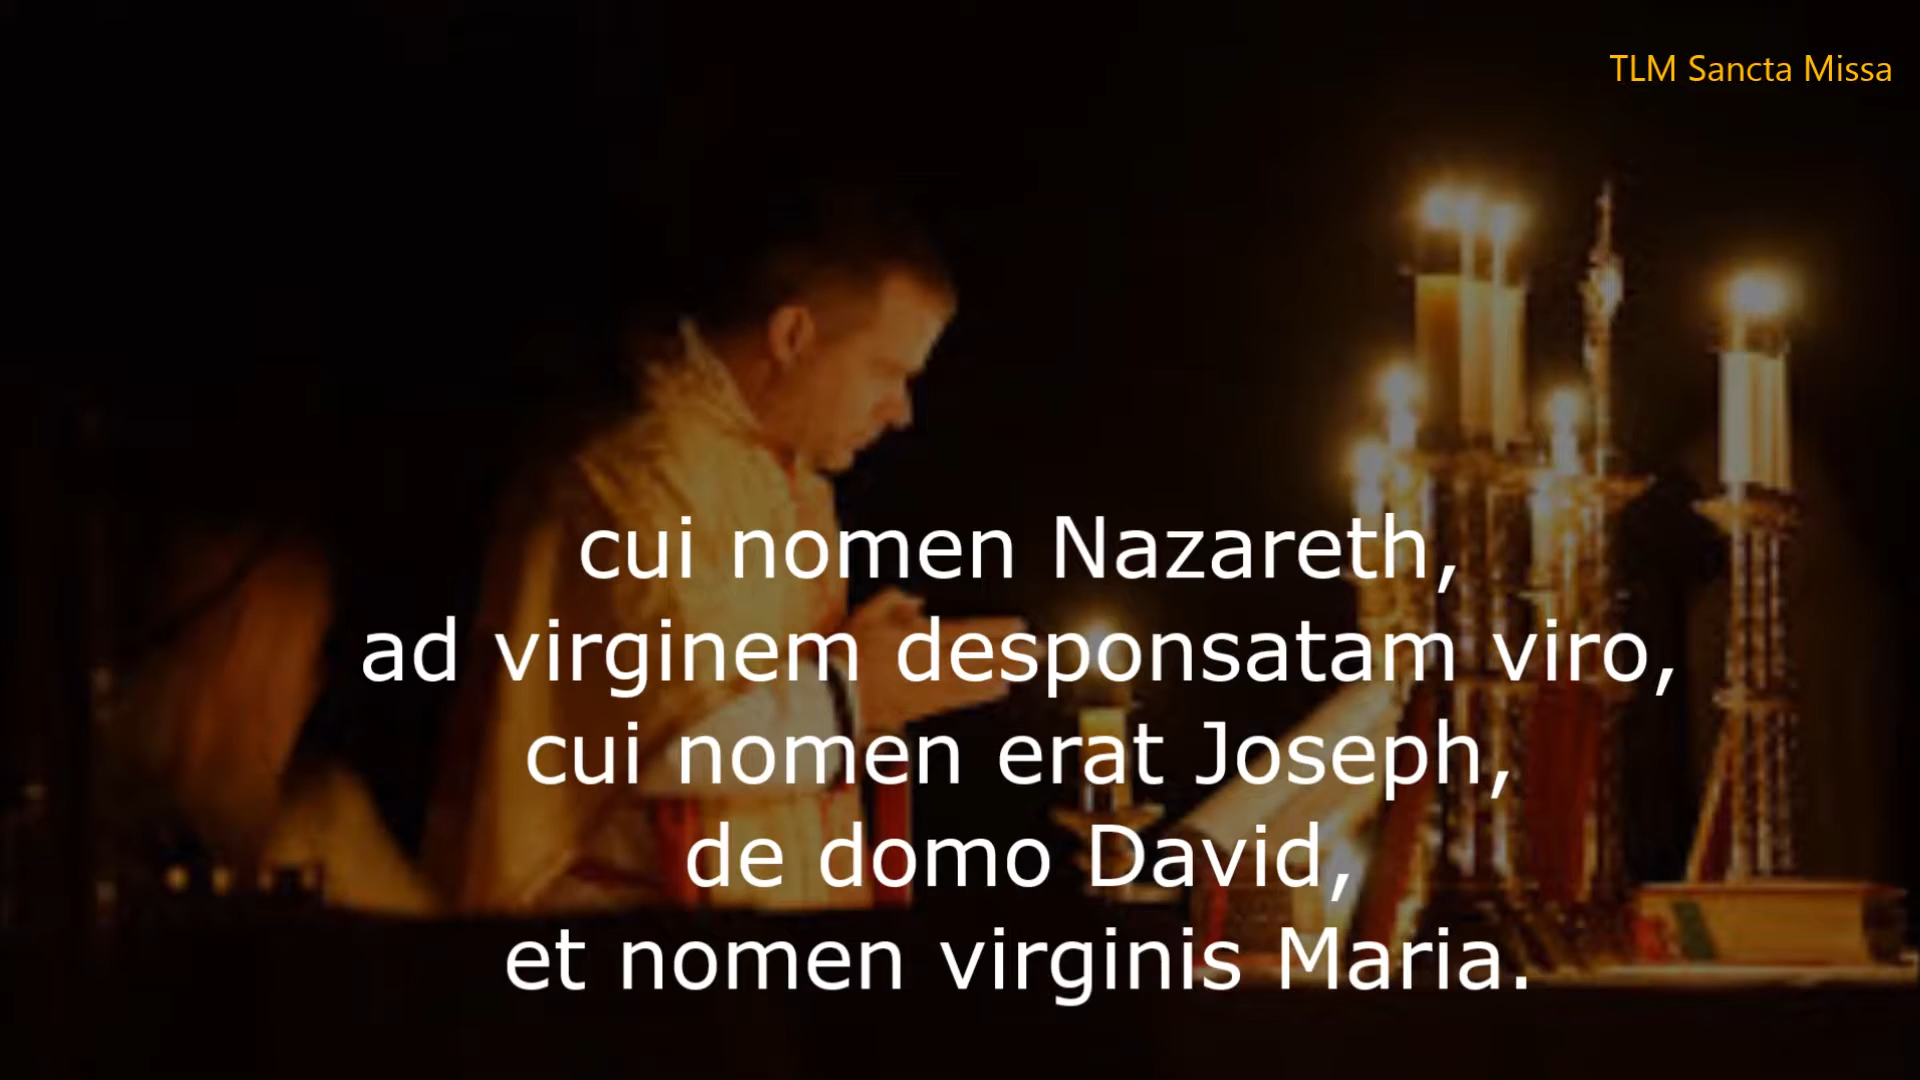 TLM Sancta Missa
cui nomen Nazareth,
ad virginem desponsatam viro,
cui nomen erat Joseph,
de domo David,
et nomen virginis Maria.